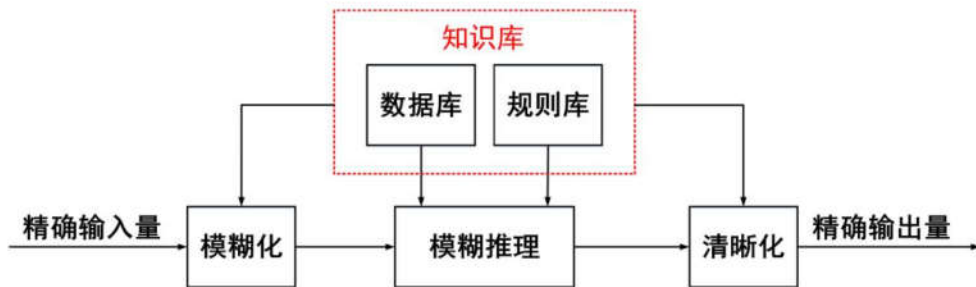 知识库
数据库
规则库
精确输入量
模糊化
模糊推理
清晰化
精确输出量